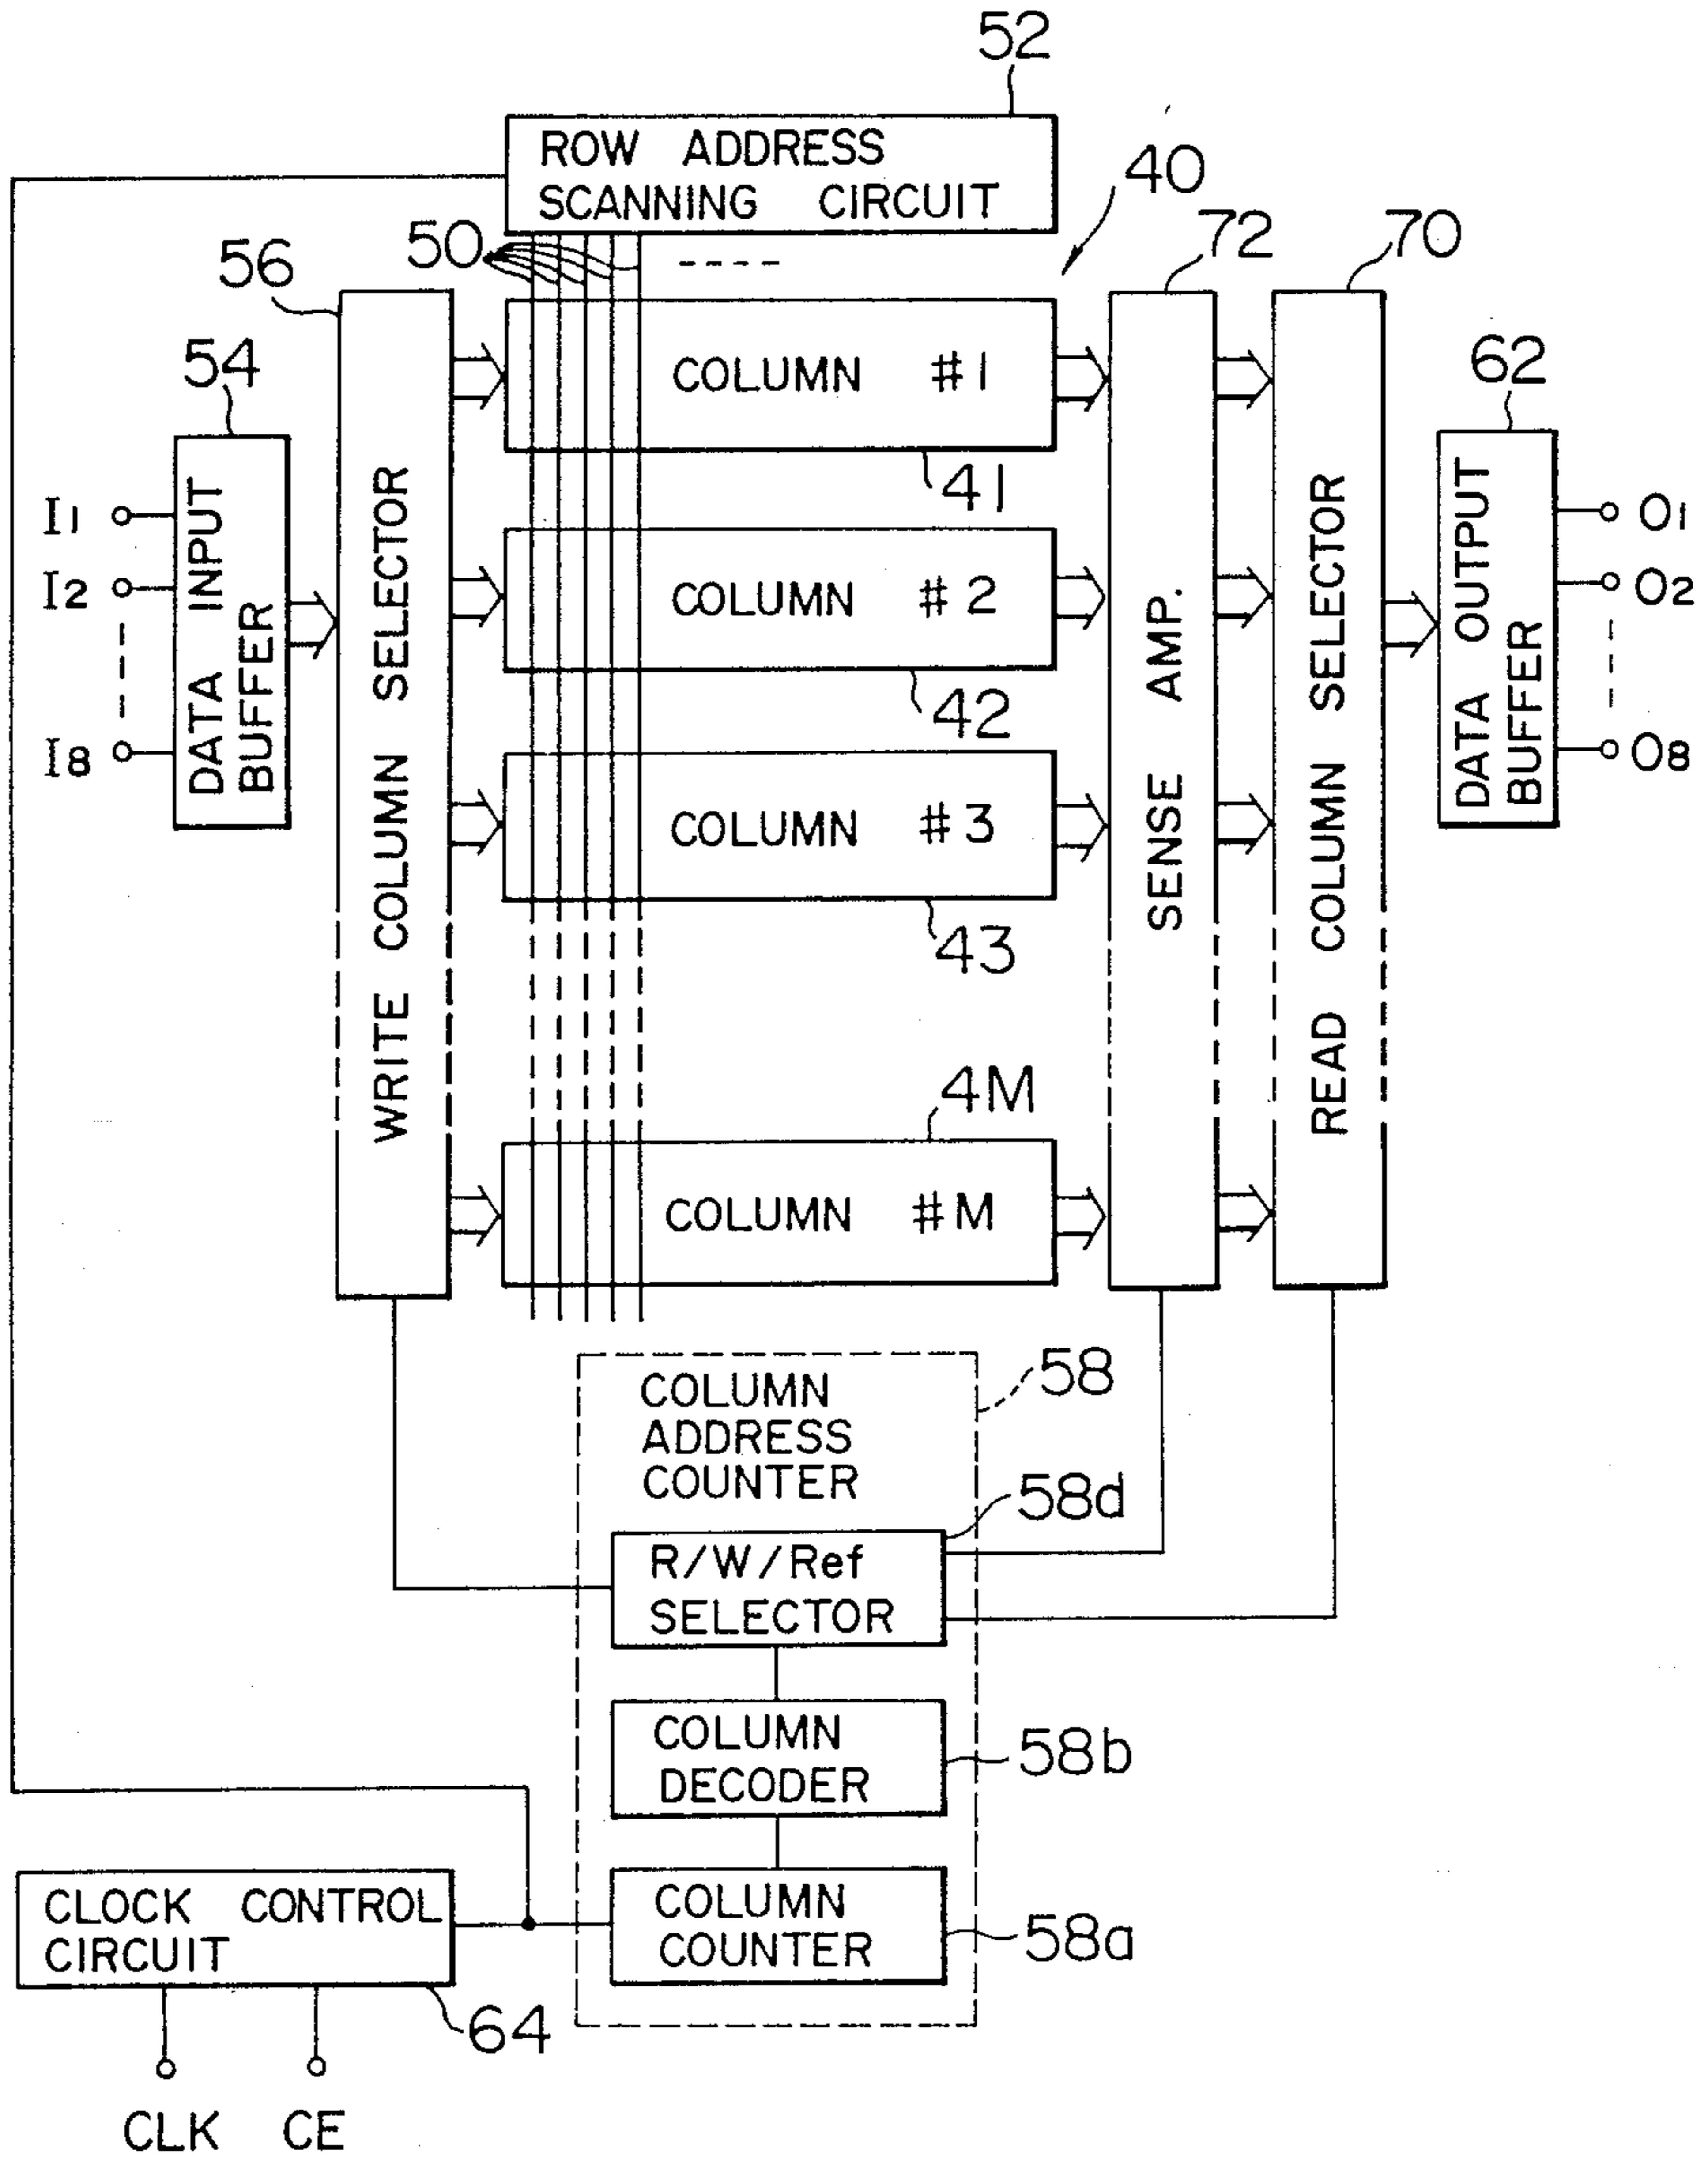 52
ROW ADDRESS
SCANNING CIRCUIT
40
50
72
70
56
54
62
COLUMN #1
41
DATA INPUT
BUFFER
I1
I2
I8
WRITE COLUMN SELECTOR
COLUMN #2
42
COLUMN #3
43
4M
COLUMN #M
SENSE AMP.
READ COLUMN SELECTOR
DATA OUTPUT
BUFFER
O1
O2
O8
58
COLUMN
ADDRESS
COUNTER
58d
R/W/Ref
SELECTOR
COLUMN
DECODER
58b
COLUMN
COUNTER
58a
CLOCK CONTROL
CIRCUIT
64
CLK
CE